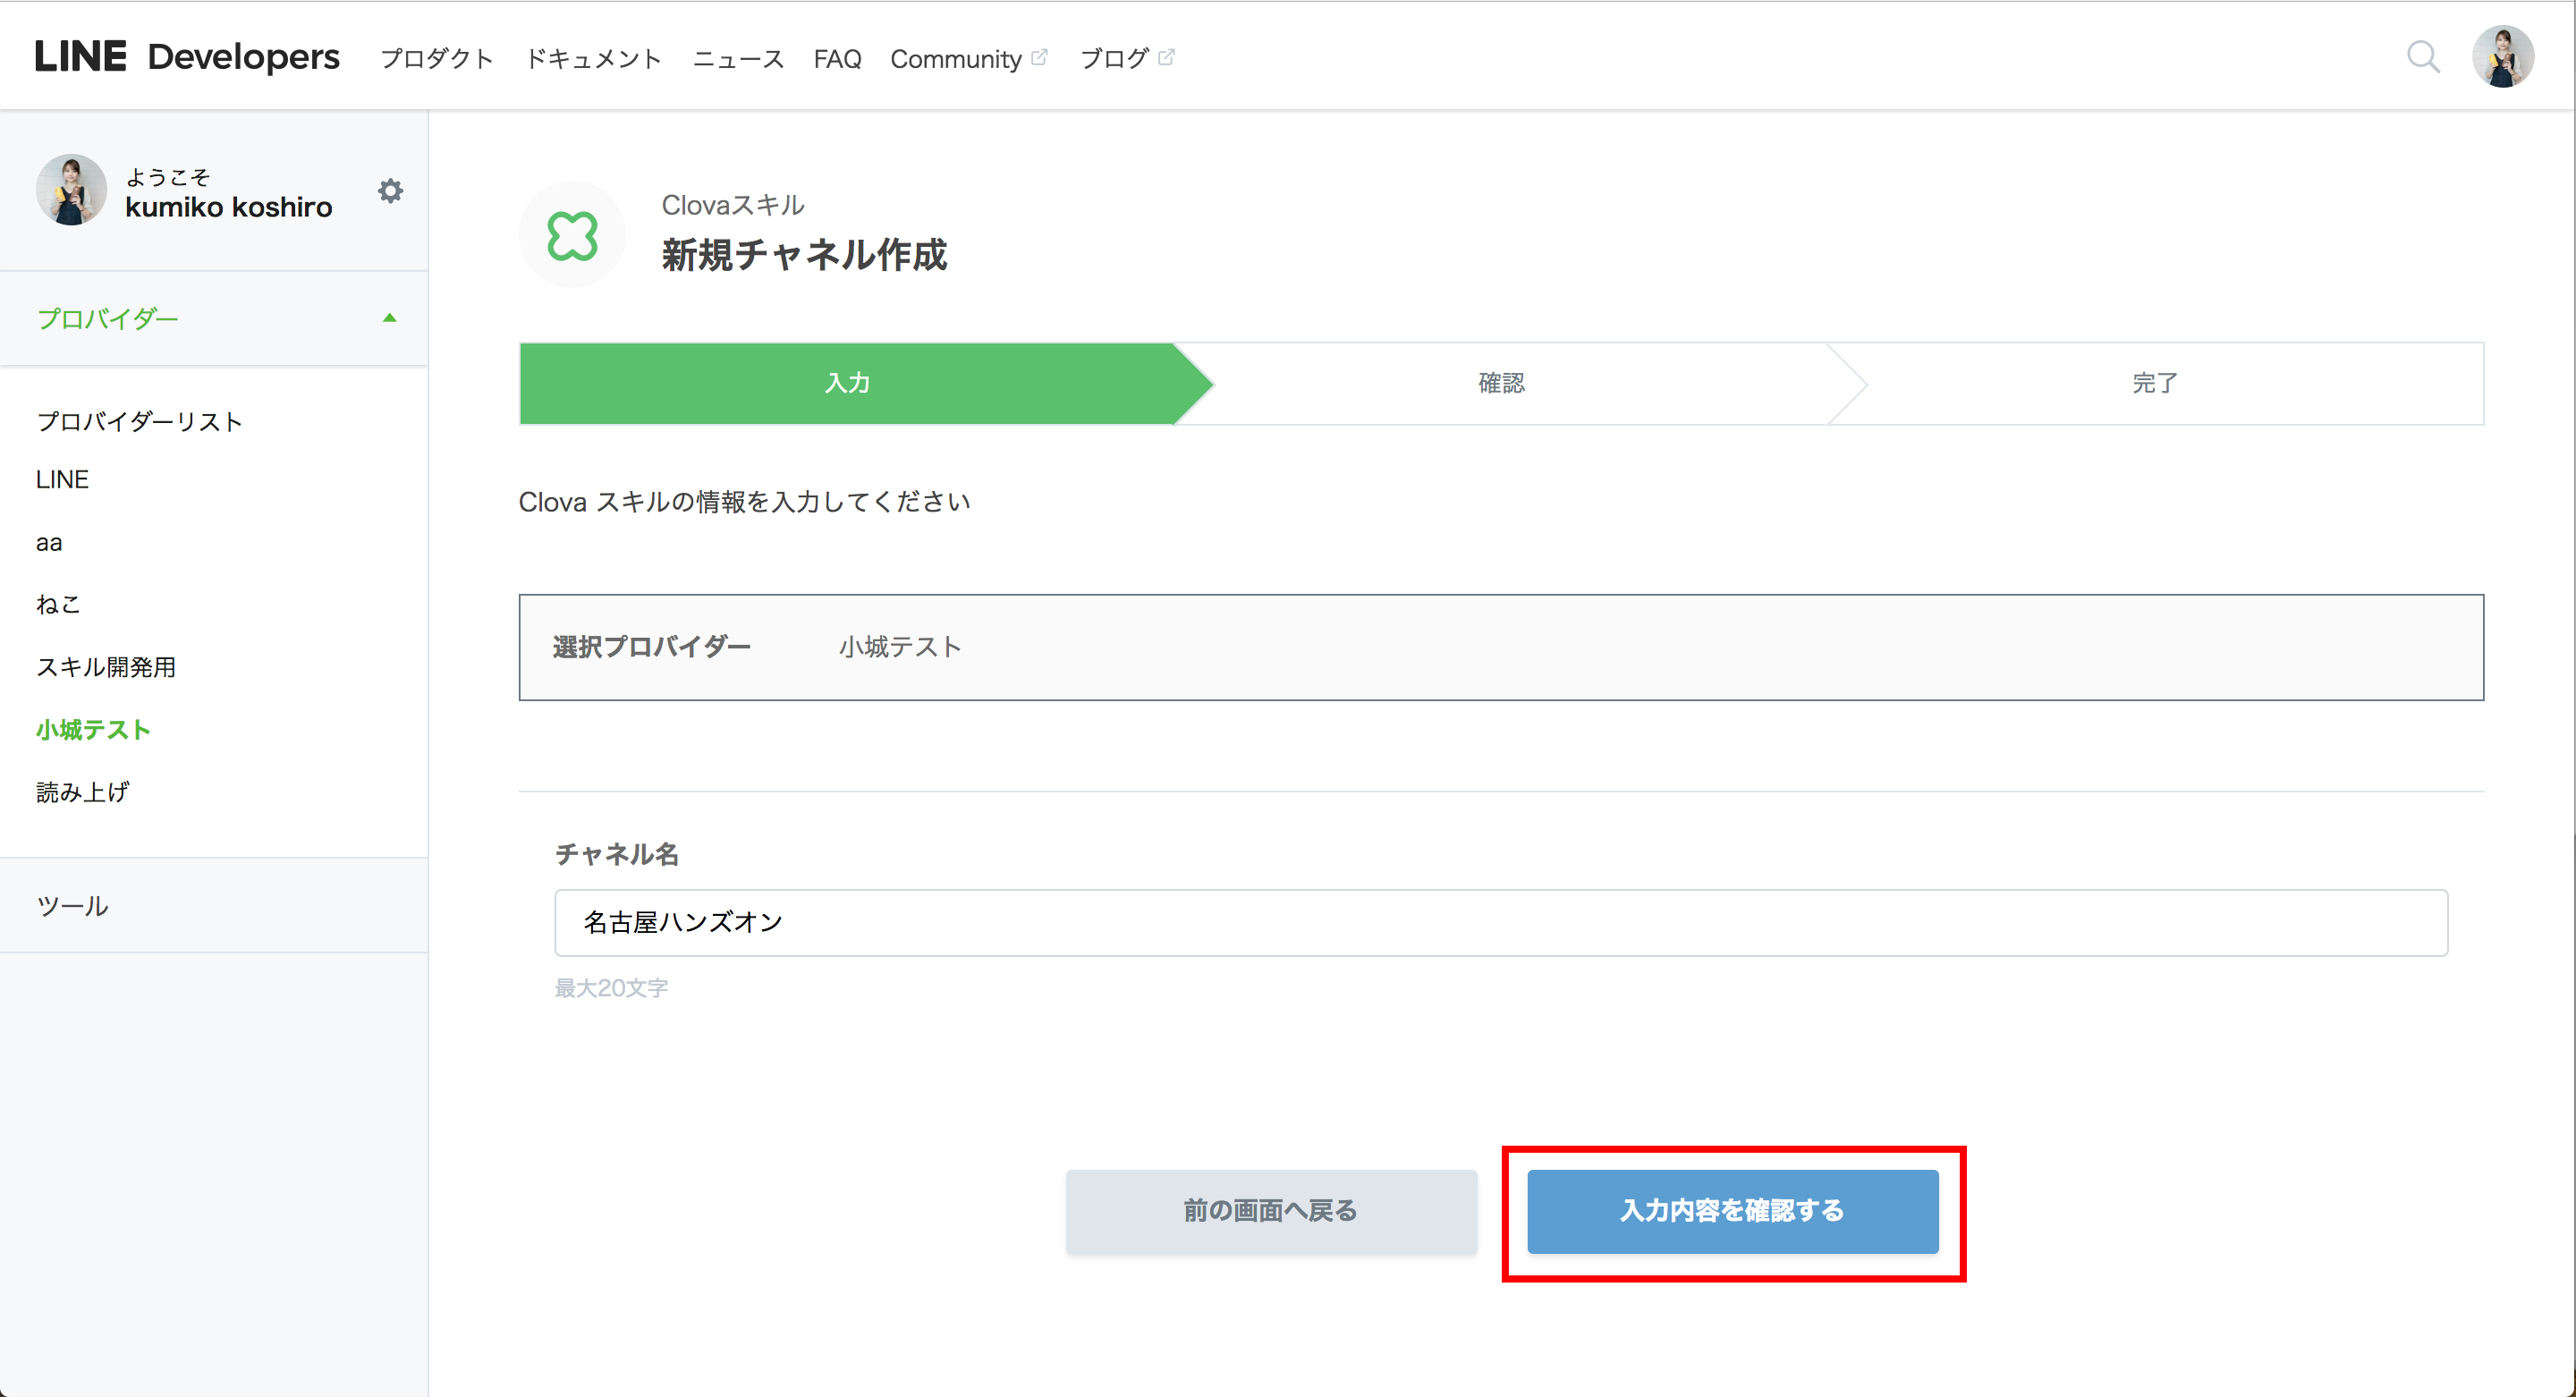 LINE Developers プロダクト ドキュメント ニュース FAQ Community ブログ
ようこそ
kumiko koshiro
プロバイダー
プロバイダーリスト
LINE
aa
ねこ
スキル開発用
小城テスト
読み上げ
ツール
Clovaスキル
新規チャネル作成
入力 確認 完了
Clova スキルの情報を入力してください
選択プロバイダー 小城テスト
チャネル名
名古屋ハンズオン
最大20文字
前の画面へ戻る 入力内容を確認する